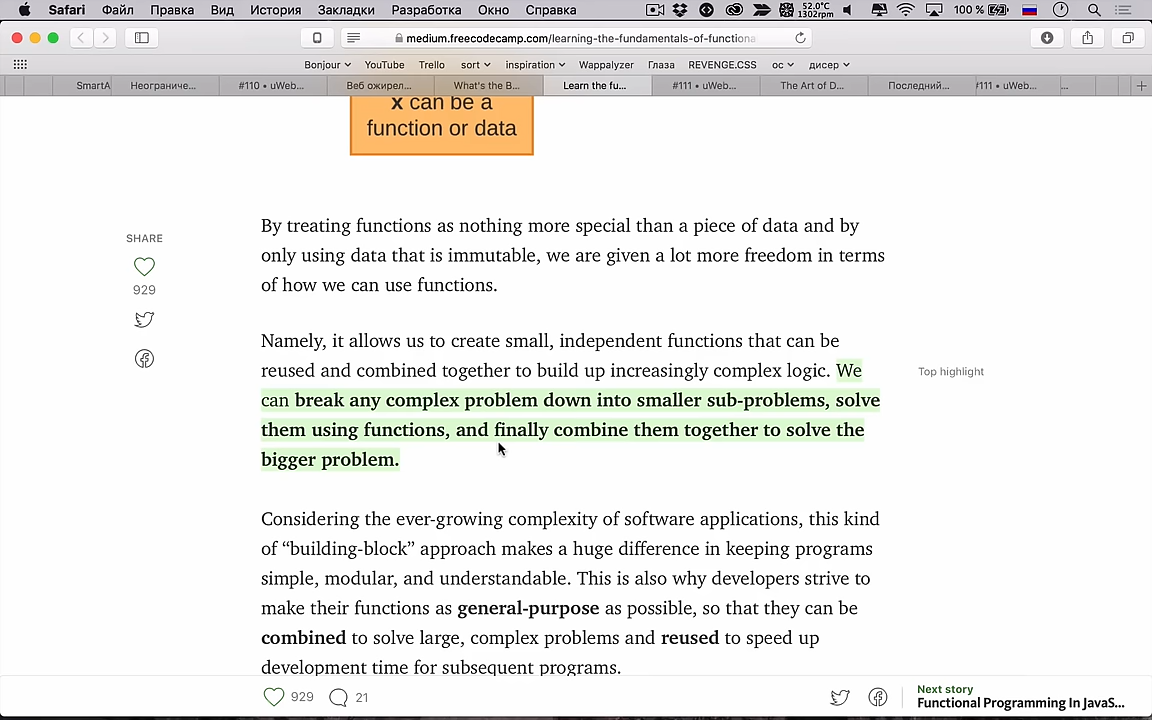 Safari Файл Правка Вид История Закладки Разработка Окно Справка 52.0°C 1302rpm 100 %
medium.freecodecamp.com/learning-the-fundamentals-of-functiona
Bonjour YouTube Trello sort inspiration Wappalyzer Глаза REVENGE.CSS ос дисер
SmartA Неограниче... #110 • uWeb... Веб ожирел... What's the B... Learn the fu... #111 • uWeb... The Art of D... Последний... #111 • uWeb... ...
x can be a
function or data
By treating functions as nothing more special than a piece of data and by
only using data that is immutable, we are given a lot more freedom in terms
of how we can use functions.
SHARE
929
Namely, it allows us to create small, independent functions that can be
reused and combined together to build up increasingly complex logic. We
can break any complex problem down into smaller sub-problems, solve
them using functions, and finally combine them together to solve the
bigger problem.
Top highlight
Considering the ever-growing complexity of software applications, this kind
of “building-block” approach makes a huge difference in keeping programs
simple, modular, and understandable. This is also why developers strive to
make their functions as general-purpose as possible, so that they can be
combined to solve large, complex problems and reused to speed up
development time for subsequent programs.
929 21
Next story
Functional Programming In JavaS...